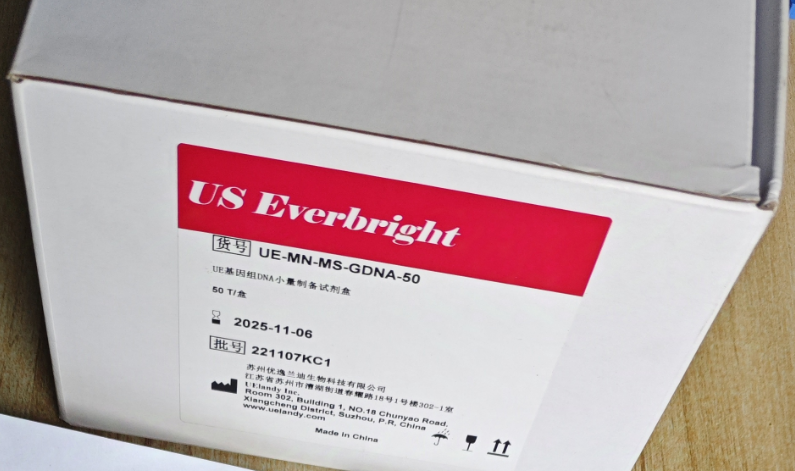 US Everbright
货号 UE-MN-MS-GDNA-50
UE基因组DNA小量制备试剂盒
50 T/盒
2025-11-06
批号 221107KC1
苏州优逸兰迪生物科技有限公司
江苏省苏州市漕湖街道春耀路18号1号楼302-1室
UElandy Inc.
Room 302, Building 1, NO.18 Chunyao Road,
Xiangcheng District, Suzhou, P.R, China
www.uelandy.com
Made in China